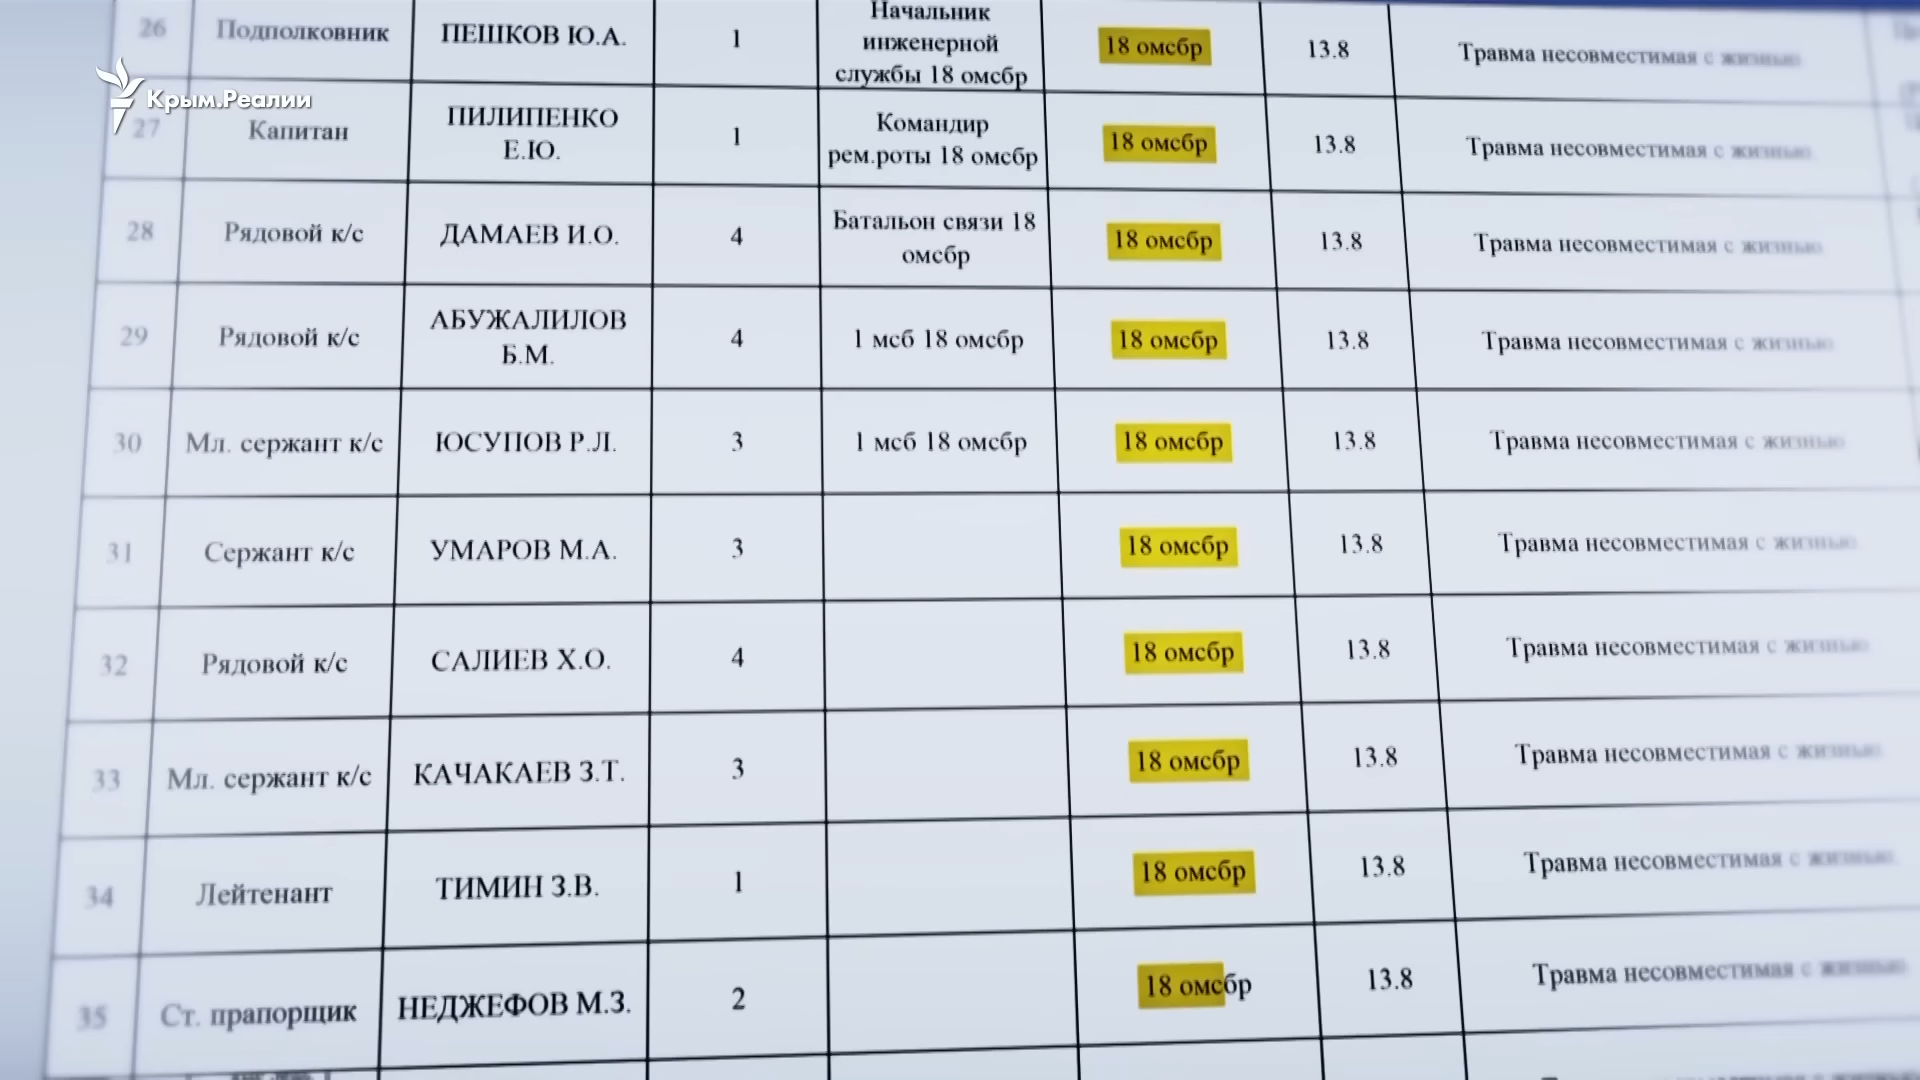 26 Подполковник ПЕШКОВ Ю.А. 1 Начальник инженерной службы 18 омсбр 18 омсбр 13.8 Травма несовместимая с жизнью
Крым.Реалии
27 Капитан ПИЛИПЕНКО Е.Ю. 1 Командир рем.роты 18 омсбр 18 омсбр 13.8 Травма несовместимая с жизнью
28 Рядовой к/с ДАМАЕВ И.О. 4 Батальон связи 18 омсбр 18 омсбр 13.8 Травма несовместимая с жизнью
29 Рядовой к/с АБУЖАЛИЛОВ Б.М. 4 1 мсб 18 омсбр 18 омсбр 13.8 Травма несовместимая с жизнью
30 Мл. сержант к/с ЮСУПОВ Р.Л. 3 1 мсб 18 омсбр 18 омсбр 13.8 Травма несовместимая с жизнью
31 Сержант к/с УМАРОВ М.А. 3 18 омсбр 13.8 Травма несовместимая с жизнью
32 Рядовой к/с САЛИЕВ Х.О. 4 18 омсбр 13.8 Травма несовместимая с жизнью
33 Мл. сержант к/с КАЧАКАЕВ З.Т. 3 18 омсбр 13.8 Травма несовместимая с жизнью
34 Лейтенант ТИМИН З.В. 1 18 омсбр 13.8 Травма несовместимая с жизнью
35 Ст. прапорщик НЕДЖЕФОВ М.З. 2 18 омсбр 13.8 Травма несовместимая с жизнью